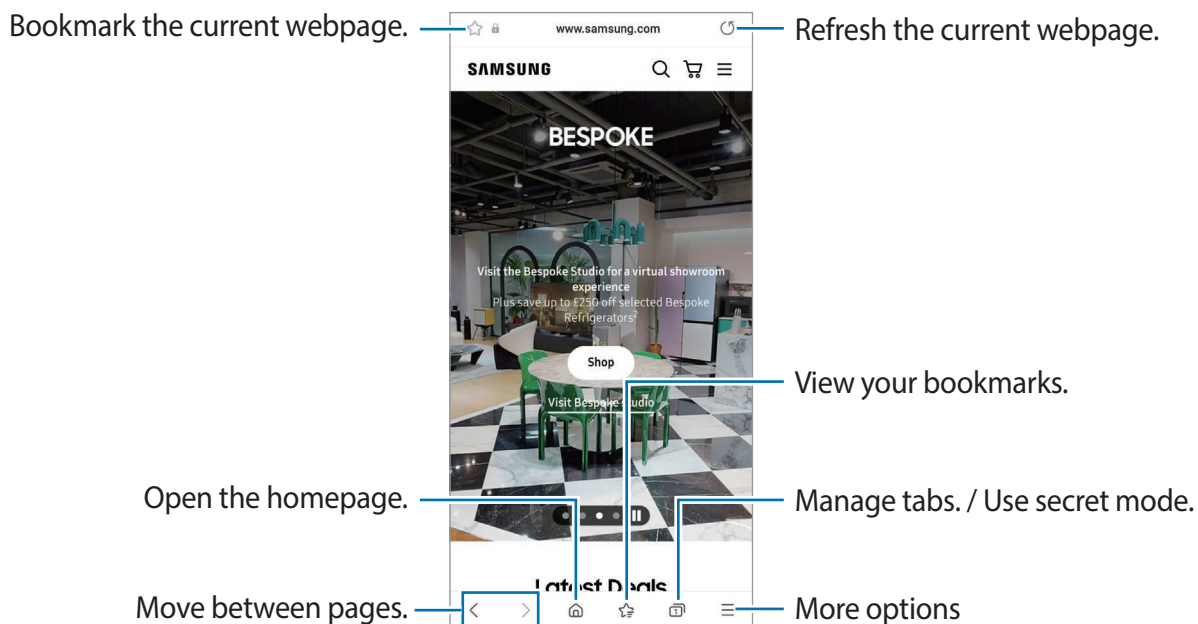 Bookmark the current webpage.
www.samsung.com
Refresh the current webpage.
SAMSUNG
BESPOKE
Visit the Bespoke Studio for a virtual showroom
experience
Plus save up to £250 off selected Bespoke
Refrigerators2
Shop
View your bookmarks.
Visit Bespoke studio
Open the homepage.
Manage tabs. / Use secret mode.
Latest Deals
Move between pages.
1
More options